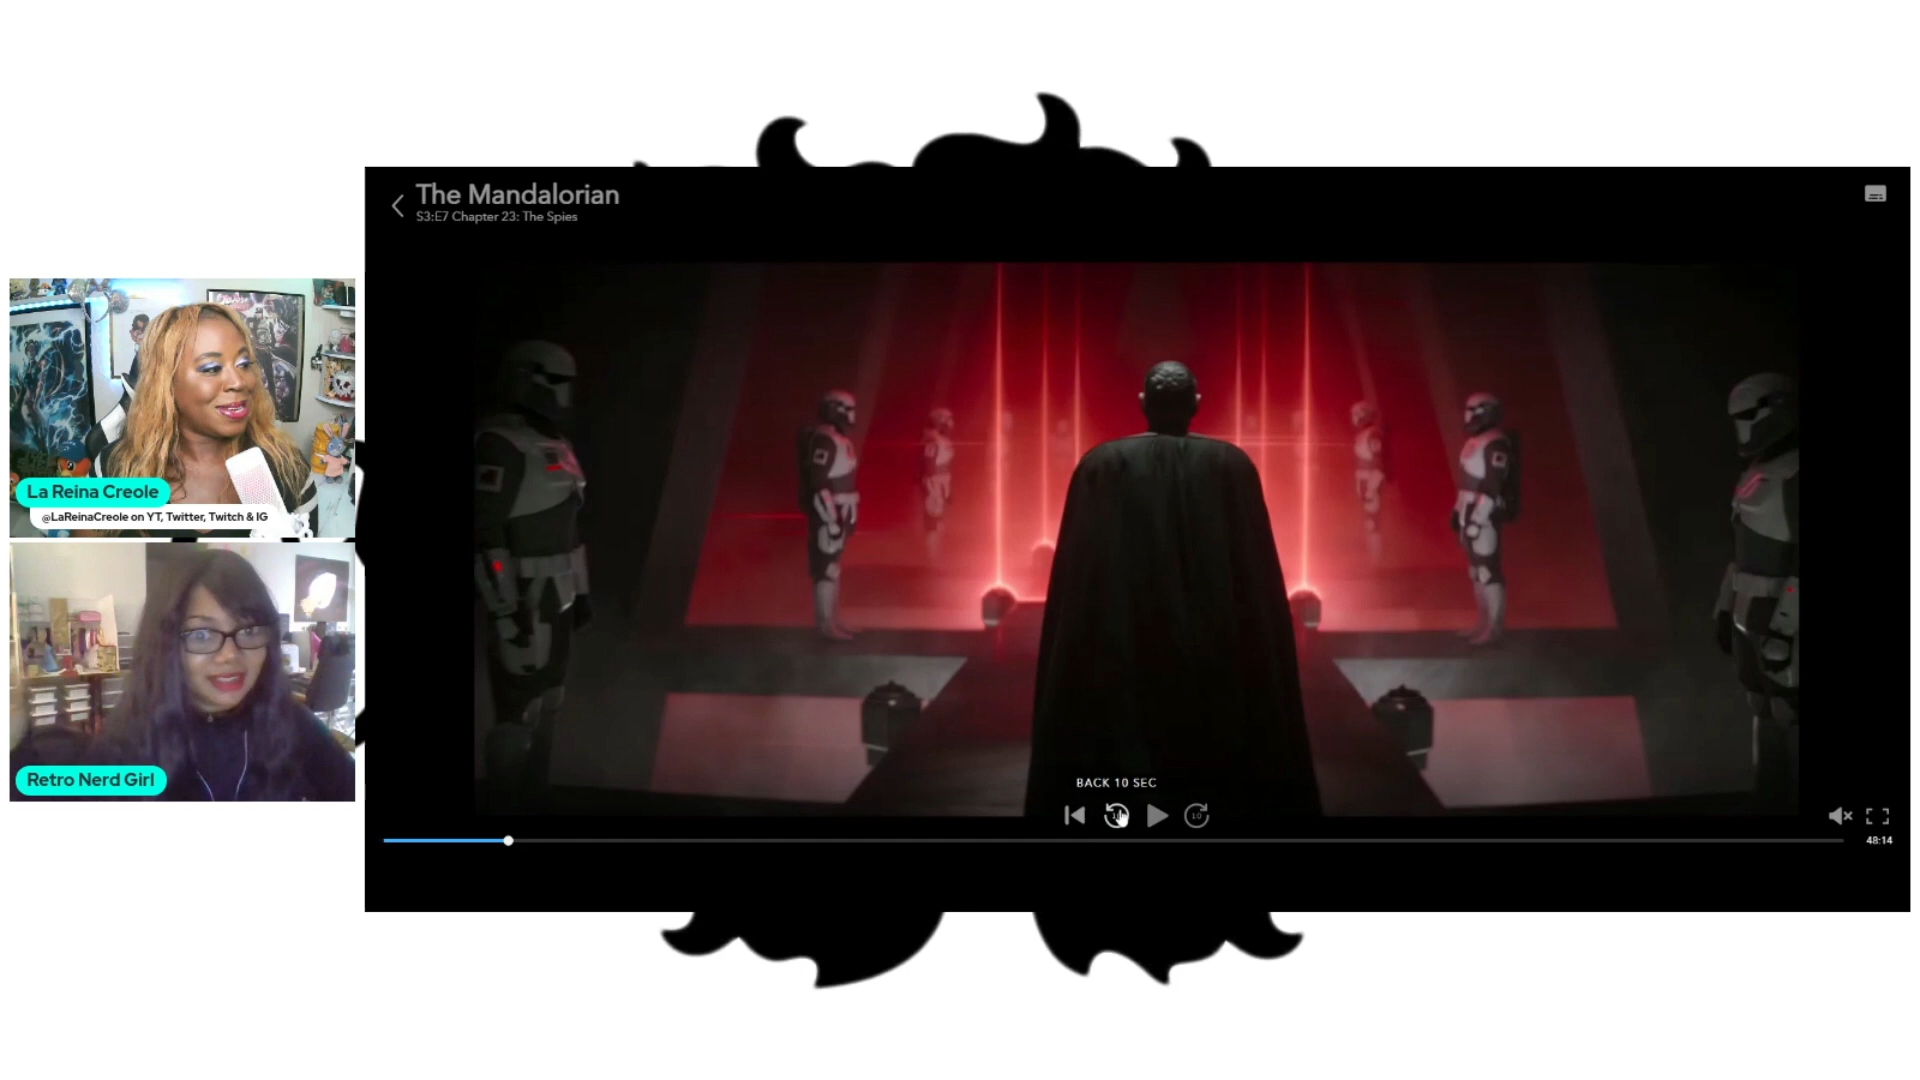 The Mandalorian
S3:E7 Chapter 23: The Spies
La Reina Creole
@LaReinaCreole on YT, Twitter, Twitch & IG
Retro Nerd Girl
BACK 10 SEC
10
48:14